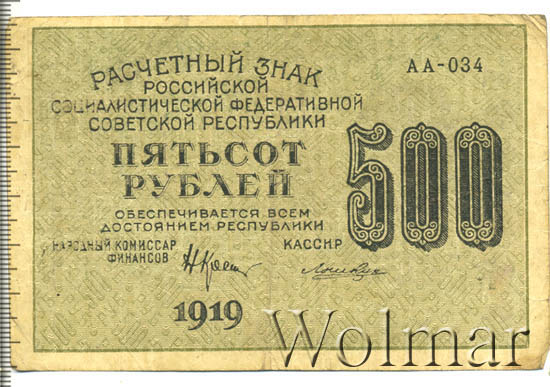 РАСЧЕТНЫЙ ЗНАК
АА-034
РОССИЙСКОЙ
СОЦИАЛИСТИЧЕСКОЙ ФЕДЕРАТИВНОЙ
СОВЕТСКОЙ РЕСПУБЛИКИ
ПЯТЬСОТ
РУБЛЕЙ
500
ОБЕСПЕЧИВАЕТСЯ ВСЕМ
ДОСТОЯНИЕМ РЕСПУБЛИКИ
НАРОДНЫЙ КОМИССАР
ФИНАНСОВ
КАССИР
1919
Wolmar